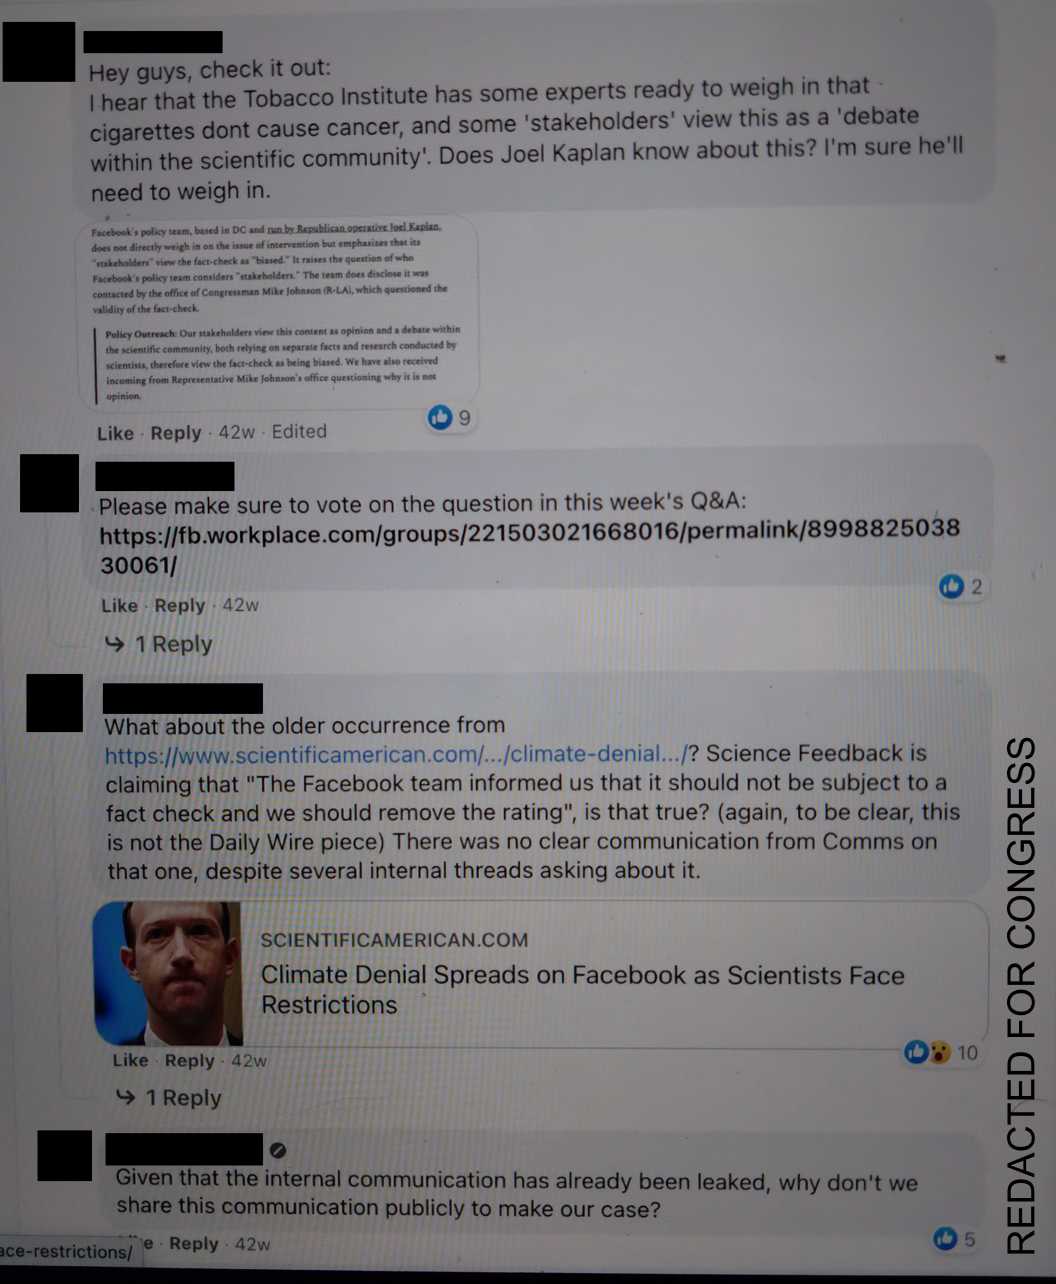 Hey guys, check it out:
I hear that the Tobacco Institute has some experts ready to weigh in that
cigarettes dont cause cancer, and some 'stakeholders' view this as a 'debate
within the scientific community'. Does Joel Kaplan know about this? I'm sure he'll
need to weigh in.
Facebook's policy team, based in DC and run by Republican operative Joel Kaplan,
does not directly weigh in on the issue of intervention but emphasizes that its
"stakeholders" view the fact-check as "biased." It raises the question of who
Facebook's policy team considers "stakeholders." The team does disclose it was
contacted by the office of Congressman Mike Johnson (R-LA), which questioned the
validity of the fact-check.
Policy Outreach: Our stakeholders view this content as opinion and a debate within
the scientific community, both relying on separate facts and research conducted by
scientists, therefore view the fact-check as being biased. We have also received
incoming from Representative Mike Johnson's office questioning why it is not
opinion.
9
Like · Reply · 42w · Edited
Please make sure to vote on the question in this week's Q&A:
https://fb.workplace.com/groups/221503021668016/permalink/8998825038
30061/
2
Like · Reply · 42w
1 Reply
What about the older occurrence from
https://www.scientificamerican.com/.../climate-denial.../? Science Feedback is
claiming that "The Facebook team informed us that it should not be subject to a
fact check and we should remove the rating", is that true? (again, to be clear, this
is not the Daily Wire piece) There was no clear communication from Comms on
that one, despite several internal threads asking about it.
SCIENTIFICAMERICAN.COM
Climate Denial Spreads on Facebook as Scientists Face
Restrictions
10
Like · Reply · 42w
1 Reply
Given that the internal communication has already been leaked, why don't we
share this communication publicly to make our case?
5
Reply · 42w
ace-restrictions/
REDACTED FOR CONGRESS